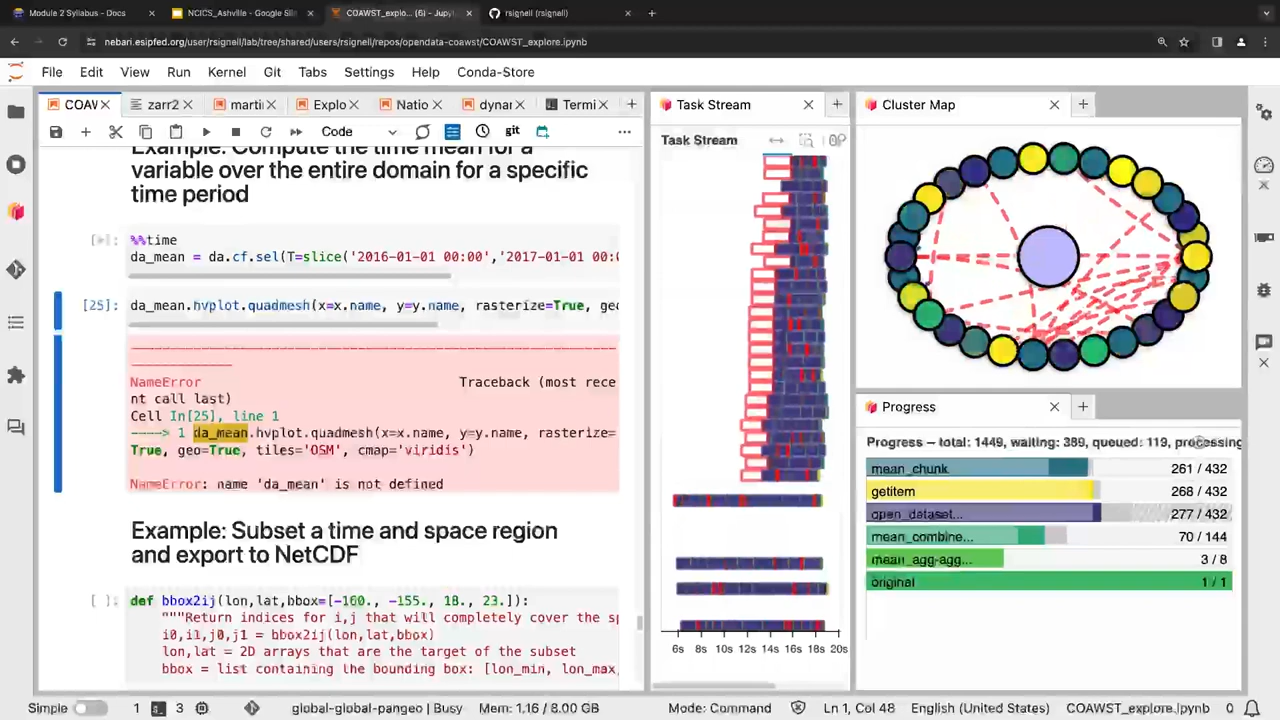 Module 2 Syllabus - Docs
NCICS_Ashville - Google Sli
COAWST_explo... (6) - Jupyt
rsignell (rsignell)
nebari.esipfed.org/user/rsignell/lab/tree/shared/users/rsignell/repos/opendata-coawst/COAWST_explore.ipynb
File Edit View Run Kernel Git Tabs Settings Help Conda-Store
COAW
zarr2
marti
Explo
Natio
dynar
Termi
Task Stream
Cluster Map
Code
git
Task Stream
Example: Compute the time mean for a
variable over the entire domain for a specific
time period
%%time
da_mean = da.cf.sel(T=slice('2016-01-01 00:00','2017-01-01 00:
[25]: da_mean.hvplot.quadmesh(x=x.name, y=y.name, rasterize=True, geo
NameError Traceback (most rece
nt call last)
Cell In[25], line 1
----> 1 da_mean.hvplot.quadmesh(x=x.name, y=y.name, rasterize=
True, geo=True, tiles='OSM', cmap='viridis')
NameError: name 'da_mean' is not defined
Example: Subset a time and space region
and export to NetCDF
[ ]: def bbox2ij(lon,lat,bbox=[-160., -155., 18., 23.]):
"""Return indices for i,j that will completely cover the sp
i0,i1,j0,j1 = bbox2ij(lon,lat,bbox)
lon,lat = 2D arrays that are the target of the subset
bbox = list containing the bounding box: [lon_min, lon_max,
6s 8s 10s 12s 14s 16s 18s 20s
Progress
Progress -- total: 1449, waiting: 389, queued: 119, processing
mean_chunk 261 / 432
getitem 268 / 432
open_dataset... 277 / 432
mean_combine... 70 / 144
mean_agg-agg... 3 / 8
original 1 / 1
Simple 1 3 global-global-pangeo | Busy Mem: 1.16 / 8.00 GB Mode: Command Ln 1, Col 48 English (United States) COAWST_explore.ipynb 0